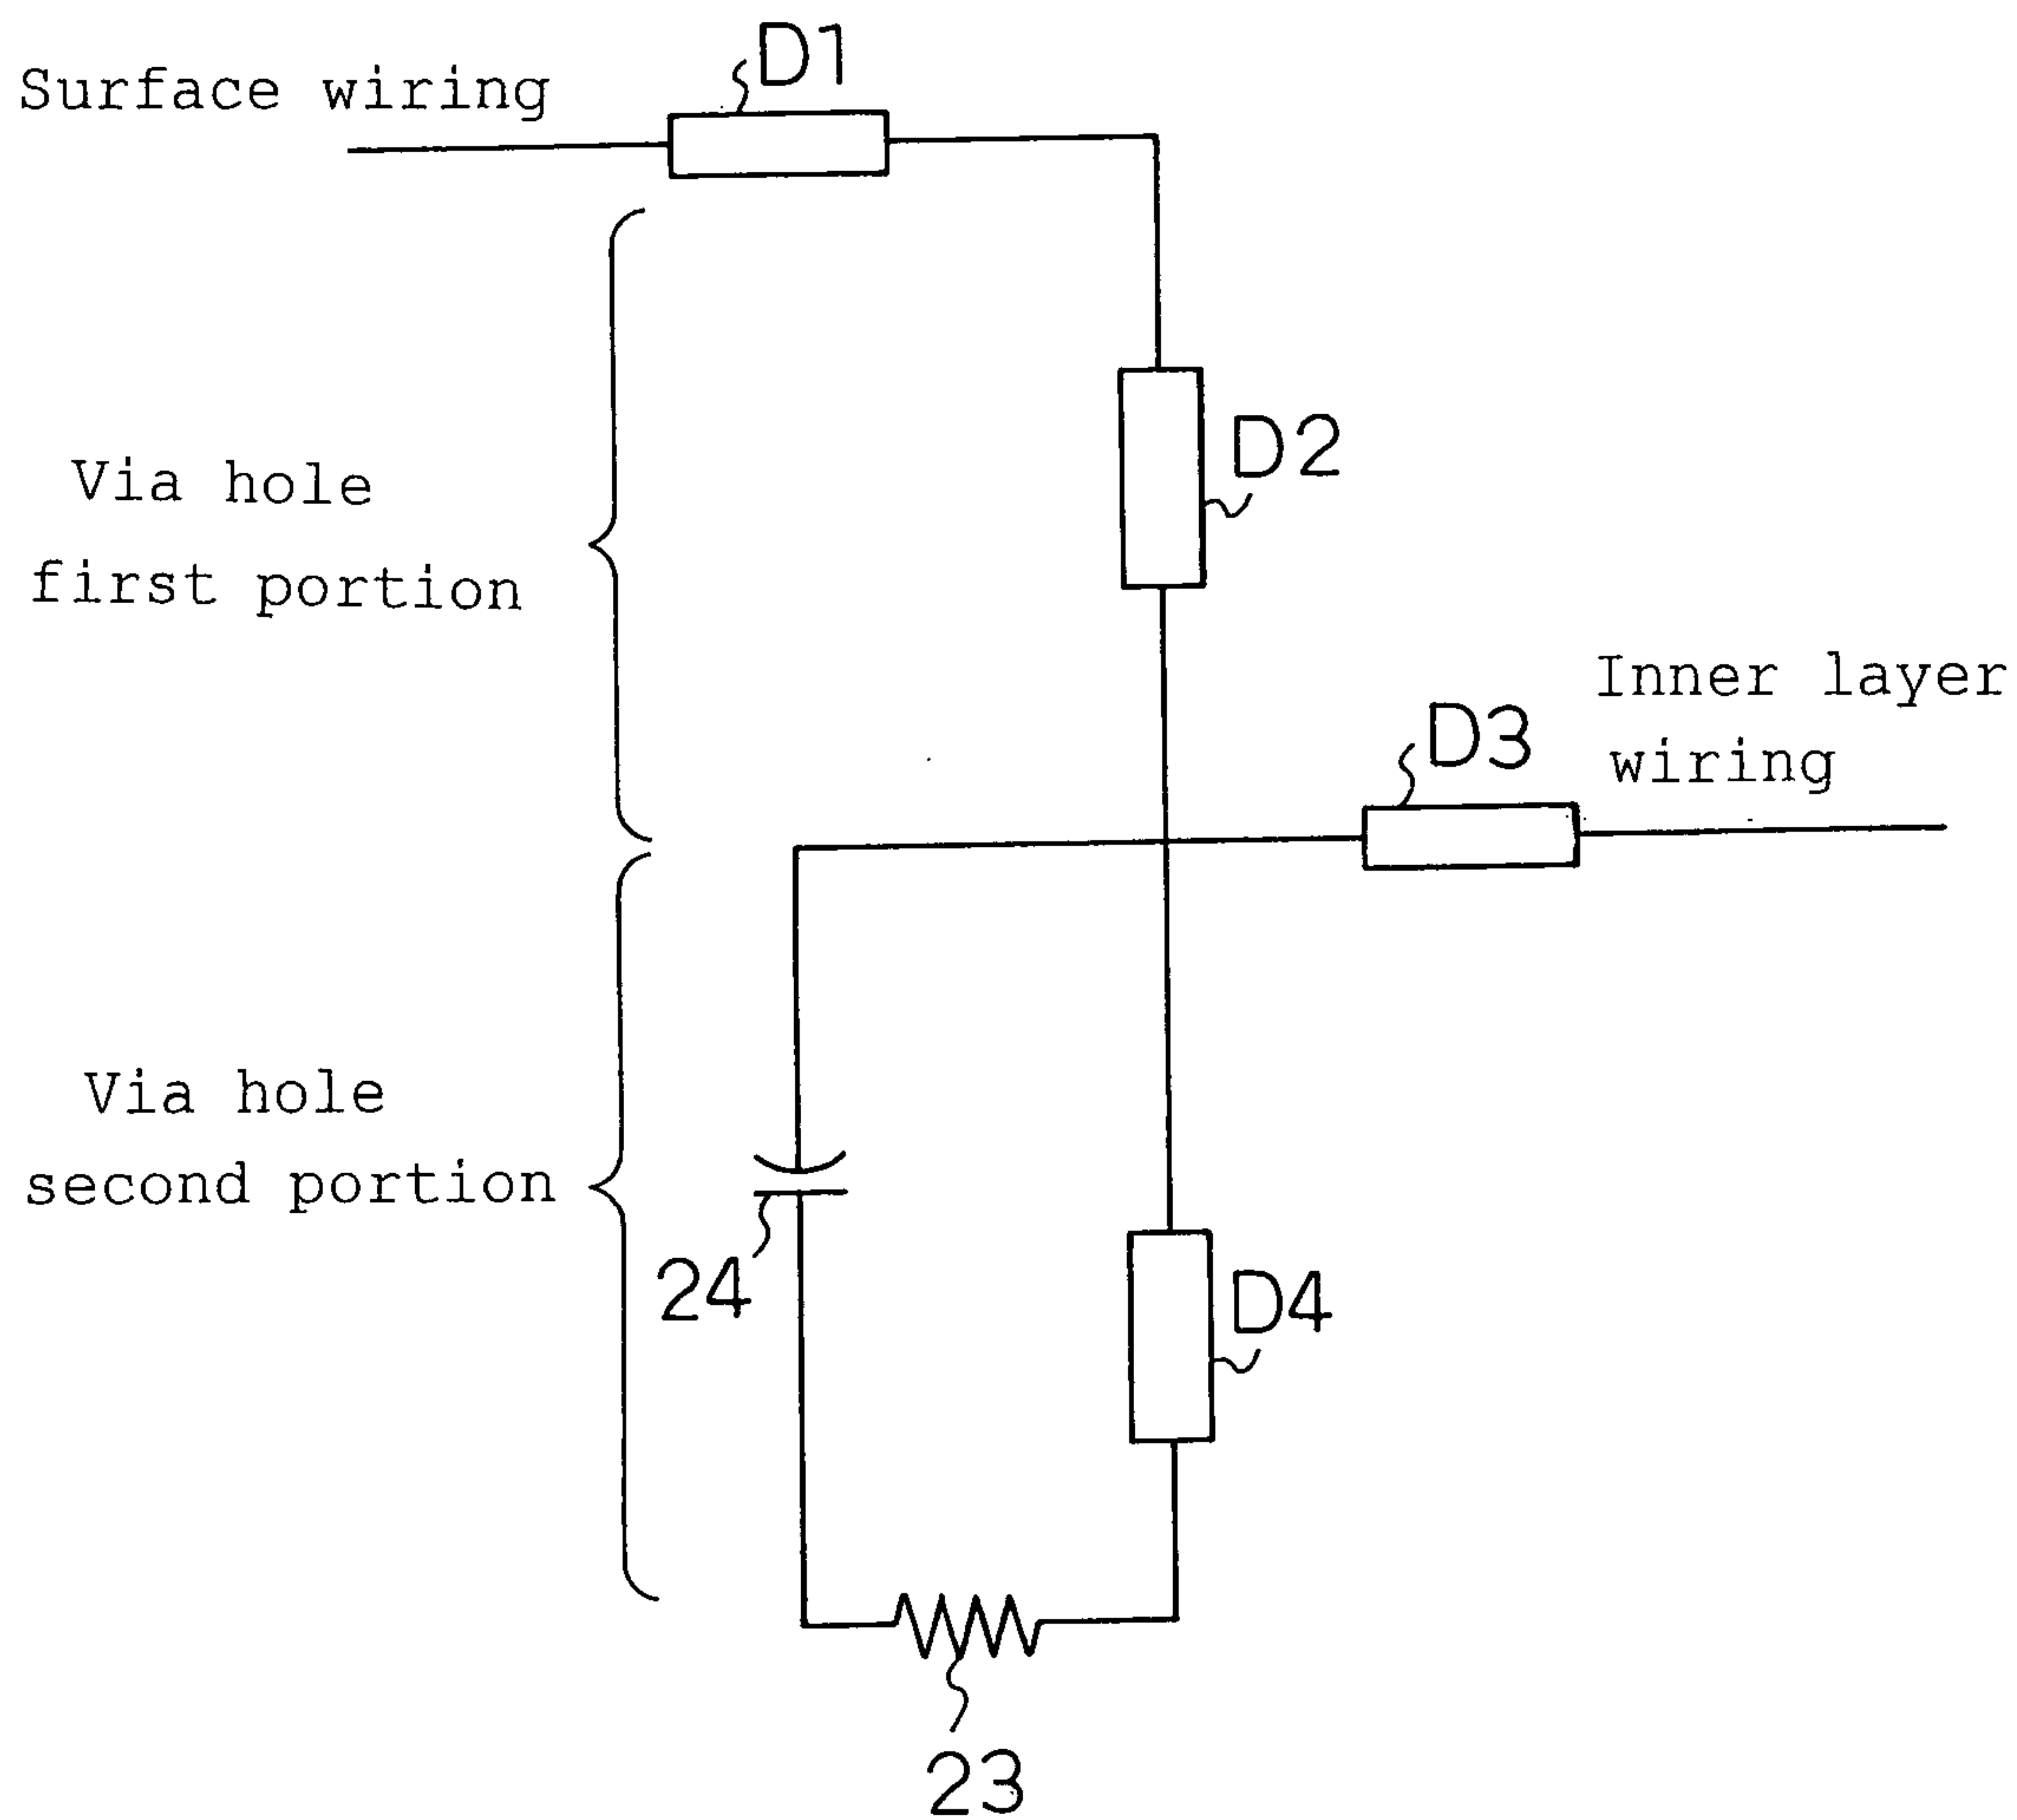 D1
Surface wiring
Via hole
first portion
D2
Inner layer
wiring
D3
Via hole
second portion
24
D4
23